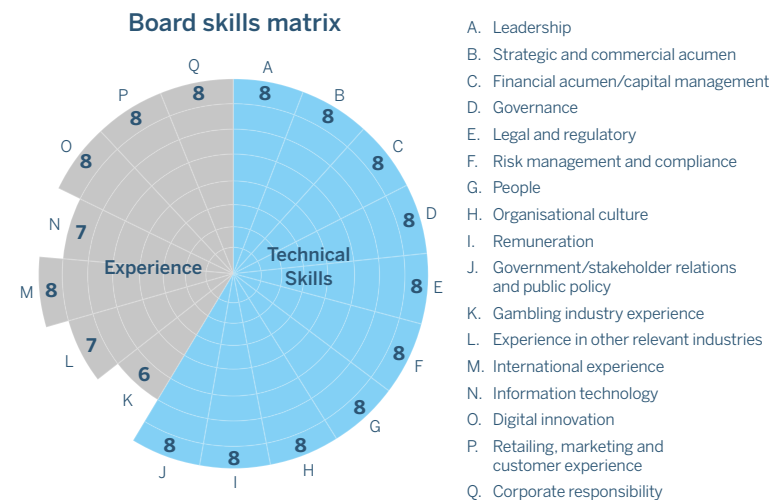 Board skills matrix
Q
A
P
B
8
8
8
8
O
C
8
8
N
D
7
8
Experience
Technical
Skills
M
8
8
E
L
7
8
F
K
6
8
G
J
8
8
8
H
I
A. Leadership
B. Strategic and commercial acumen
C. Financial acumen/capital management
D. Governance
E. Legal and regulatory
F. Risk management and compliance
G. People
H. Organisational culture
I. Remuneration
J. Government/stakeholder relations
and public policy
K. Gambling industry experience
L. Experience in other relevant industries
M. International experience
N. Information technology
O. Digital innovation
P. Retailing, marketing and
customer experience
Q. Corporate responsibility